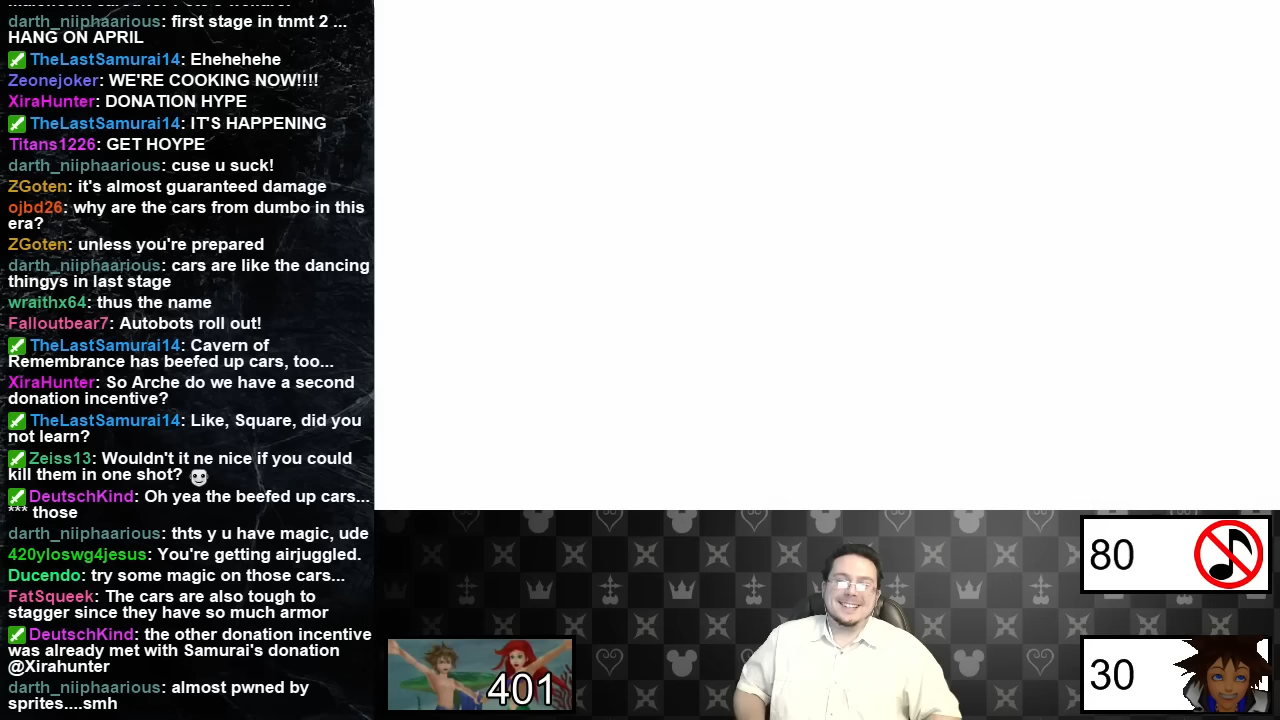 darth_niiphaarious: first stage in tnmt 2 ...
HANG ON APRIL
TheLastSamurai14: Ehehehehe
Zeonejoker: WE'RE COOKING NOW!!!!
XiraHunter: DONATION HYPE
TheLastSamurai14: IT'S HAPPENING
Titans1226: GET HOYPE
darth_niiphaarious: cuse u suck!
ZGoten: it's almost guaranteed damage
ojbd26: why are the cars from dumbo in this
era?
ZGoten: unless you're prepared
darth_niiphaarious: cars are like the dancing
thingys in last stage
wraithx64: thus the name
Falloutbear7: Autobots roll out!
TheLastSamurai14: Cavern of
Remembrance has beefed up cars, too...
XiraHunter: So Arche do we have a second
donation incentive?
TheLastSamurai14: Like, Square, did you
not learn?
Zeiss13: Wouldn't it ne nice if you could
kill them in one shot?
DeutschKind: Oh yea the beefed up cars...
*** those
darth_niiphaarious: thts y u have magic, ude
420yloswg4jesus: You're getting airjuggled.
Ducendo: try some magic on those cars...
FatSqueek: The cars are also tough to
stagger since they have so much armor
DeutschKind: the other donation incentive
was already met with Samurai's donation
@Xirahunter
darth_niiphaarious: almost pwned by
sprites....smh
401
80
30